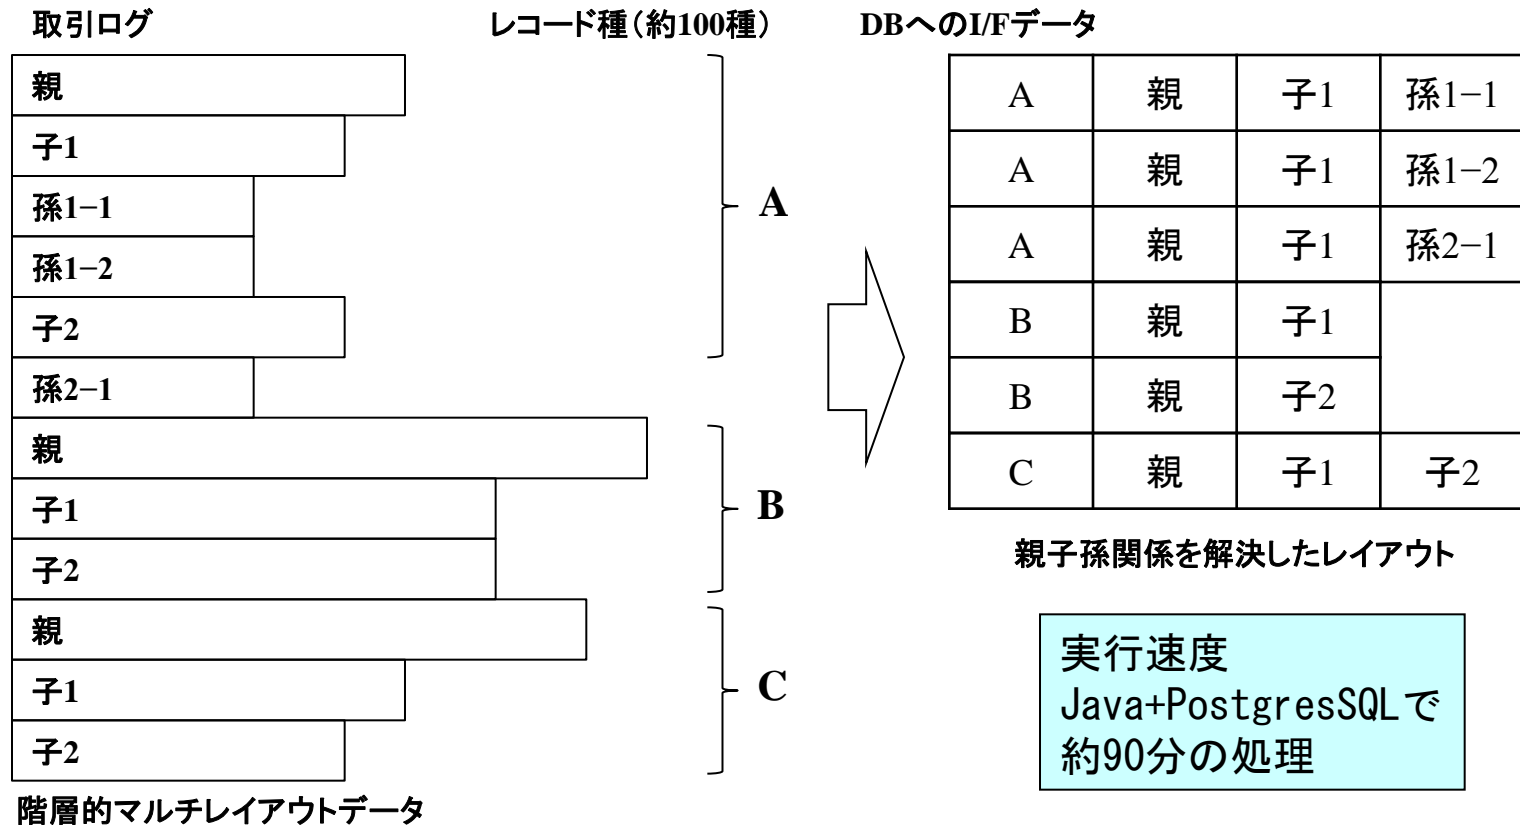 取引ログ
レコード種(約100種)
DBへのI/Fデータ
親
子1
孫1−1
孫1−2
子2
孫2−1
親
子1
子2
親
子1
子2
A
B
C
階層的マルチレイアウトデータ
A 親 子1 孫1−1
A 親 子1 孫1−2
A 親 子1 孫2−1
B 親 子1
B 親 子2
C 親 子1 子2
親子孫関係を解決したレイアウト
実行速度
Java+PostgresSQLで
約90分の処理